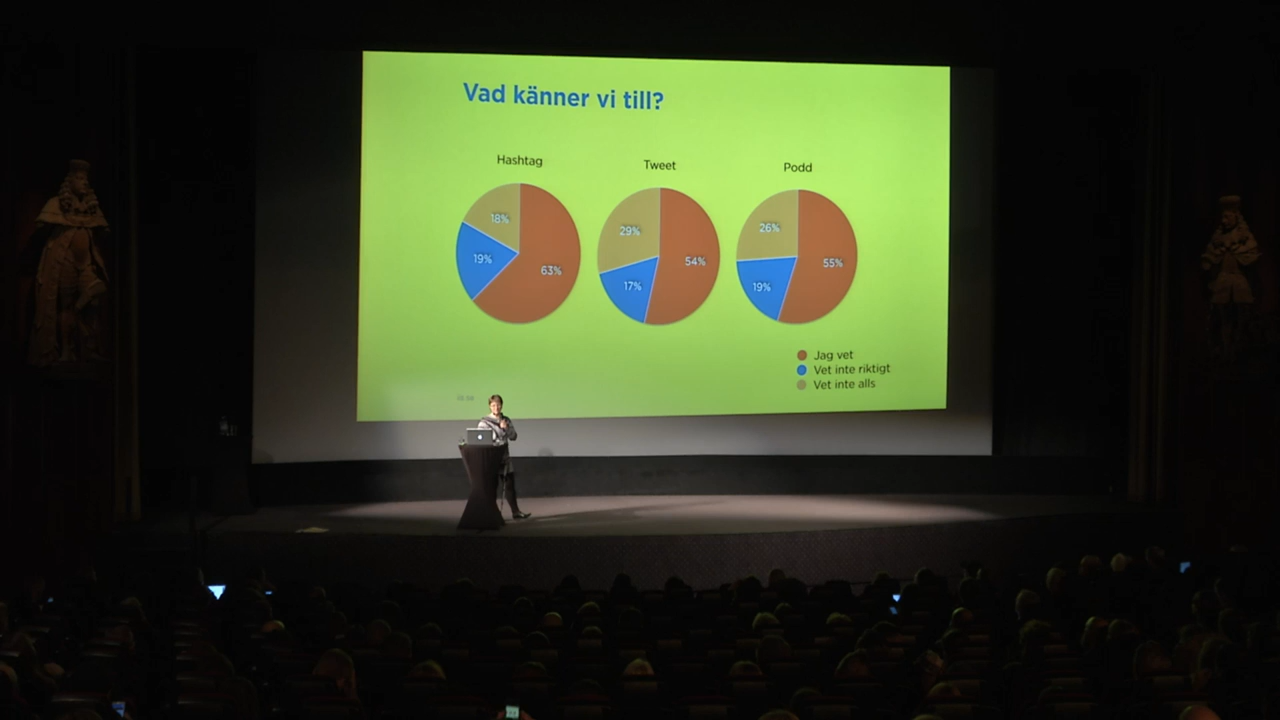 Vad känner vi till?
Hashtag
Tweet
Podd
18%
19%
63%
29%
17%
54%
26%
19%
55%
Jag vet
Vet inte riktigt
Vet inte alls